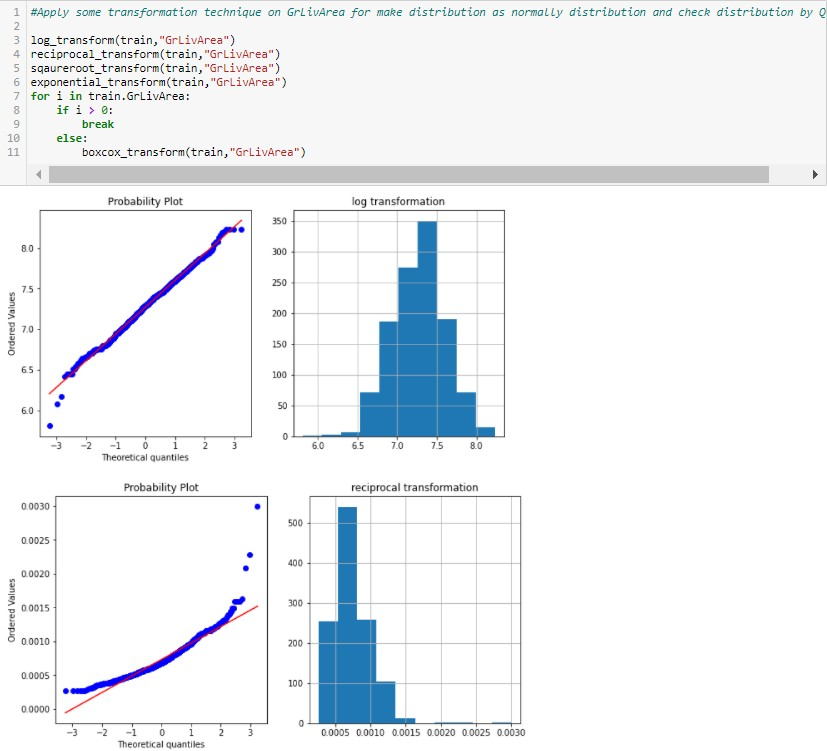 1 #Apply some transformation technique on GrLivArea for make distribution as normally distribution and check distribution by Q
2
3 log_transform(train,"GrLivArea")
4 reciprocal_transform(train,"GrLivArea")
5 sqaureroot_transform(train,"GrLivArea")
6 exponential_transform(train,"GrLivArea")
7 for i in train.GrLivArea:
8 if i > 0:
9 break
10 else:
11 boxcox_transform(train,"GrLivArea")
Probability Plot
8.0
7.5
7.0
6.5
6.0
Ordered Values
−3 −2 −1 0 1 2 3
Theoretical quantiles
log transformation
350
300
250
200
150
100
50
0
6.0 6.5 7.0 7.5 8.0
Probability Plot
0.0030
0.0025
0.0020
0.0015
0.0010
0.0005
0.0000
Ordered Values
−3 −2 −1 0 1 2 3
Theoretical quantiles
reciprocal transformation
500
400
300
200
100
0
0.0005 0.0010 0.0015 0.0020 0.0025 0.0030